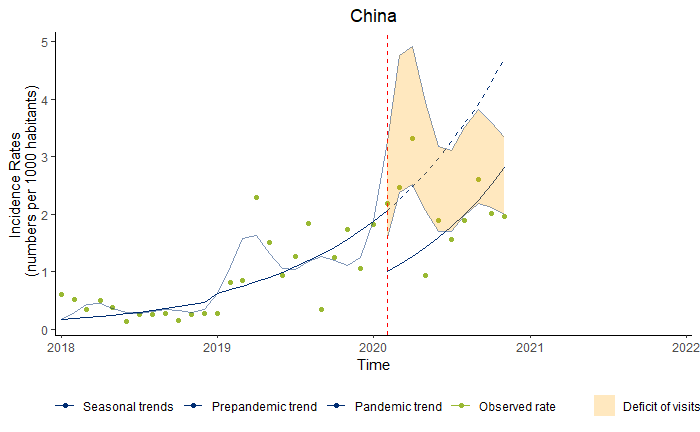 China
Incidence Rates
(numbers per 1000 habitants)
5
4
3
2
1
0
2018 2019 2020 2021 2022
Time
Seasonal trends Prepandemic trend Pandemic trend Observed rate Deficit of visits